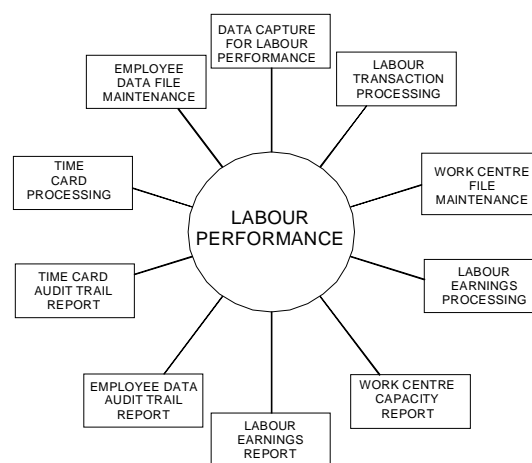 DATA CAPTURE
FOR LABOUR
PERFORMANCE
LABOUR
TRANSACTION
PROCESSING
WORK CENTRE
FILE
MAINTENANCE
LABOUR
EARNINGS
PROCESSING
WORK CENTRE
CAPACITY
REPORT
LABOUR
EARNINGS
REPORT
EMPLOYEE DATA
AUDIT TRAIL
REPORT
TIME CARD
AUDIT TRAIL
REPORT
TIME
CARD
PROCESSING
EMPLOYEE
DATA FILE
MAINTENANCE
LABOUR
PERFORMANCE